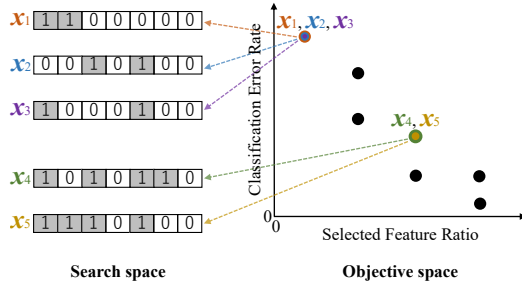 x1 1 1 0 0 0 0 0
x2 0 0 1 0 1 0 0
x3 1 0 0 0 1 0 0
x4 1 0 1 0 1 1 0
x5 1 1 1 0 1 0 0
Search space
x1, x2, x3
x4, x5
Classification Error Rate
0
0
Selected Feature Ratio
Objective space